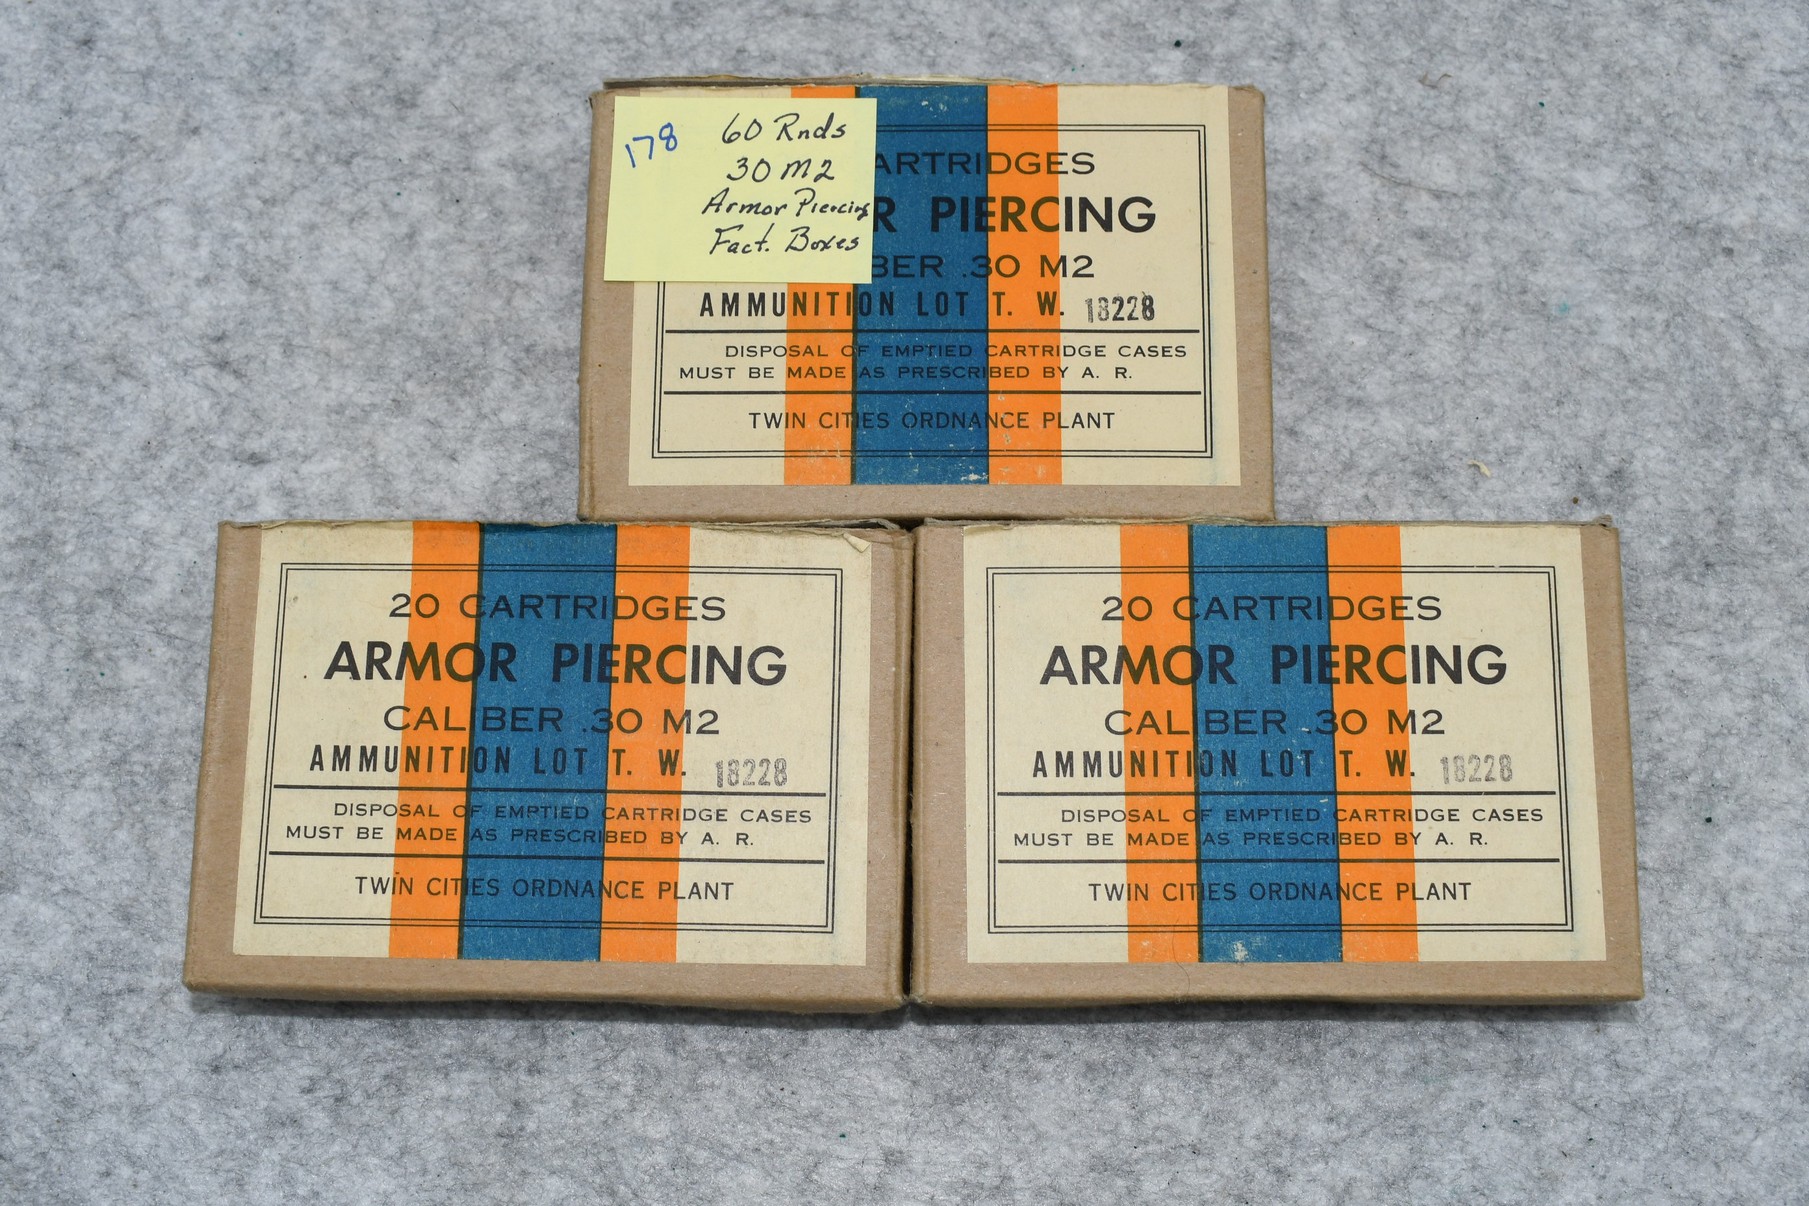 178
60 Rnds
30 M2
Armor Piercing
Fact. Boxes
ARTRIDGES
R PIERCING
BER .30 M2
AMMUNITION LOT T. W. 18228
DISPOSAL OF EMPTIED CARTRIDGE CASES
MUST BE MADE AS PRESCRIBED BY A. R.
TWIN CITIES ORDNANCE PLANT
20 CARTRIDGES
ARMOR PIERCING
CALIBER .30 M2
AMMUNITION LOT T. W. 18228
DISPOSAL OF EMPTIED CARTRIDGE CASES
MUST BE MADE AS PRESCRIBED BY A. R.
TWIN CITIES ORDNANCE PLANT
20 CARTRIDGES
ARMOR PIERCING
CALIBER .30 M2
AMMUNITION LOT T. W. 18228
DISPOSAL OF EMPTIED CARTRIDGE CASES
MUST BE MADE AS PRESCRIBED BY A. R.
TWIN CITIES ORDNANCE PLANT